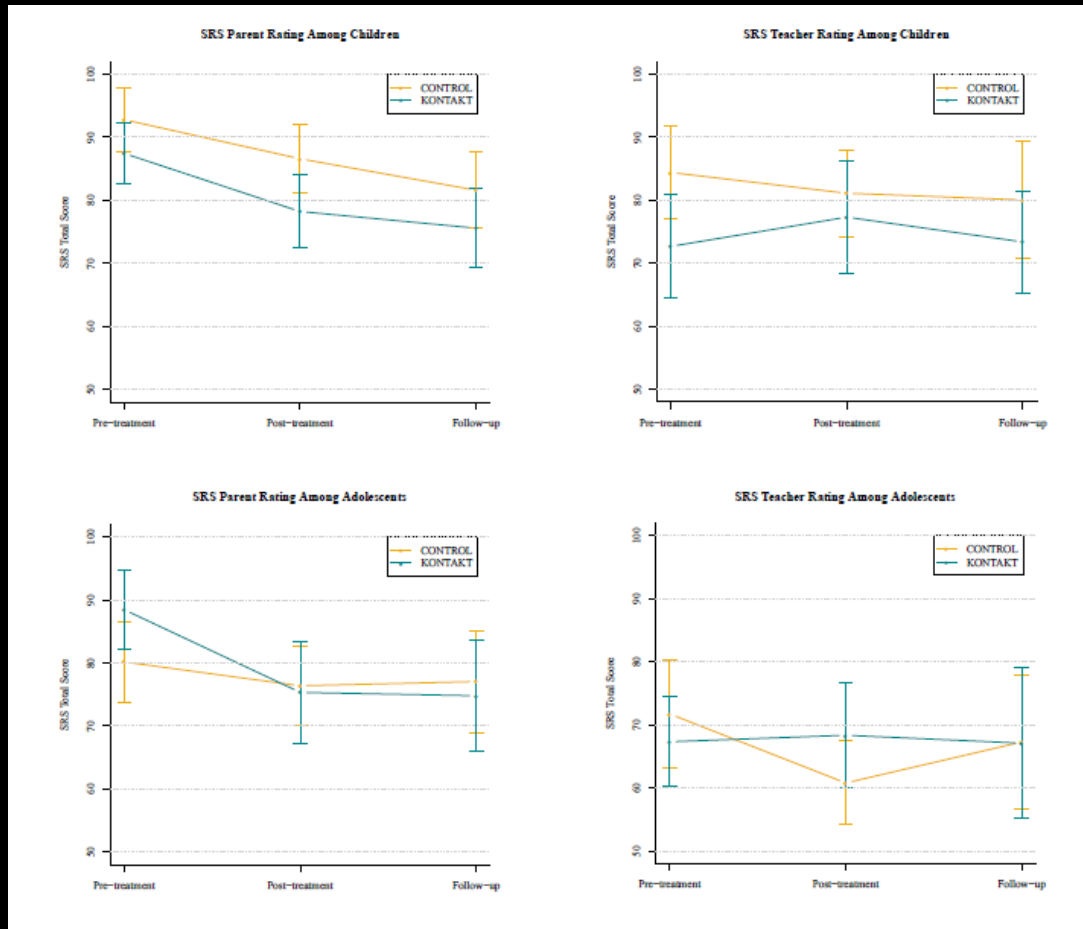 SRS Parent Rating Among Children
SRS Total Score
100
90
80
70
60
50
CONTROL
KONTAKT
Pre-treatment Post-treatment Follow-up
SRS Teacher Rating Among Children
SRS Total Score
100
90
80
70
60
50
CONTROL
KONTAKT
Pre-treatment Post-treatment Follow-up
SRS Parent Rating Among Adolescents
SRS Total Score
100
90
80
70
60
50
CONTROL
KONTAKT
Pre-treatment Post-treatment Follow-up
SRS Teacher Rating Among Adolescents
SRS Total Score
100
90
80
70
60
50
CONTROL
KONTAKT
Pre-treatment Post-treatment Follow-up